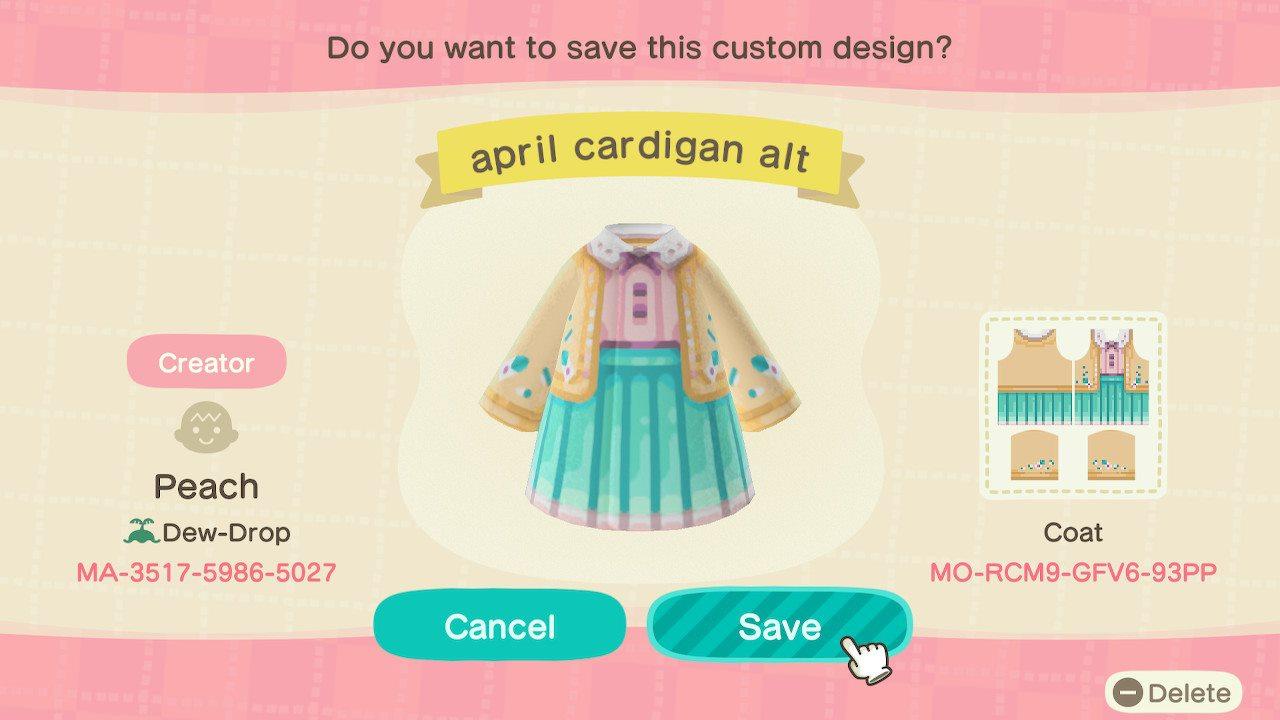 Do you want to save this custom design?
april cardigan alt
Creator
Peach
Dew-Drop
MA-3517-5986-5027
Coat
MO-RCM9-GFV6-93PP
Cancel
Save
Delete